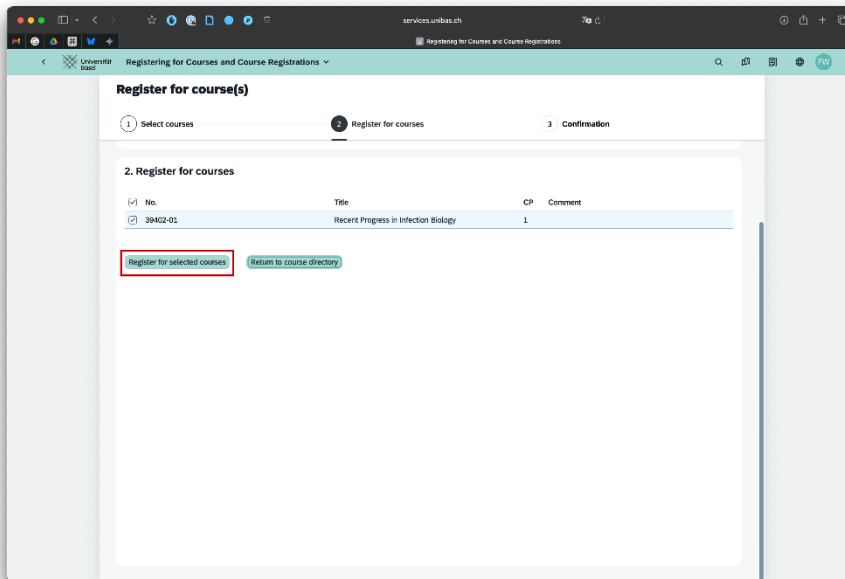 services.unibas.ch
Registering for Courses and Course Registrations
Universität
Basel
Registering for Courses and Course Registrations
FW
Register for course(s)
1 Select courses
2 Register for courses
3 Confirmation
2. Register for courses
No. Title CP Comment
39402-01 Recent Progress in Infection Biology 1
Register for selected courses Return to course directory